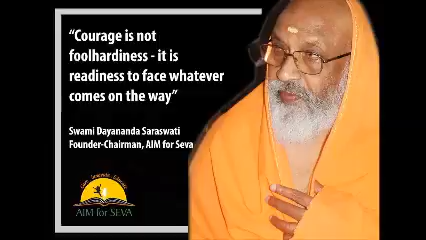 “Courage is not
foolhardiness - it is
readiness to face whatever
comes on the way”
Swami Dayananda Saraswati
Founder-Chairman, AIM for Seva
AIM for SEVA